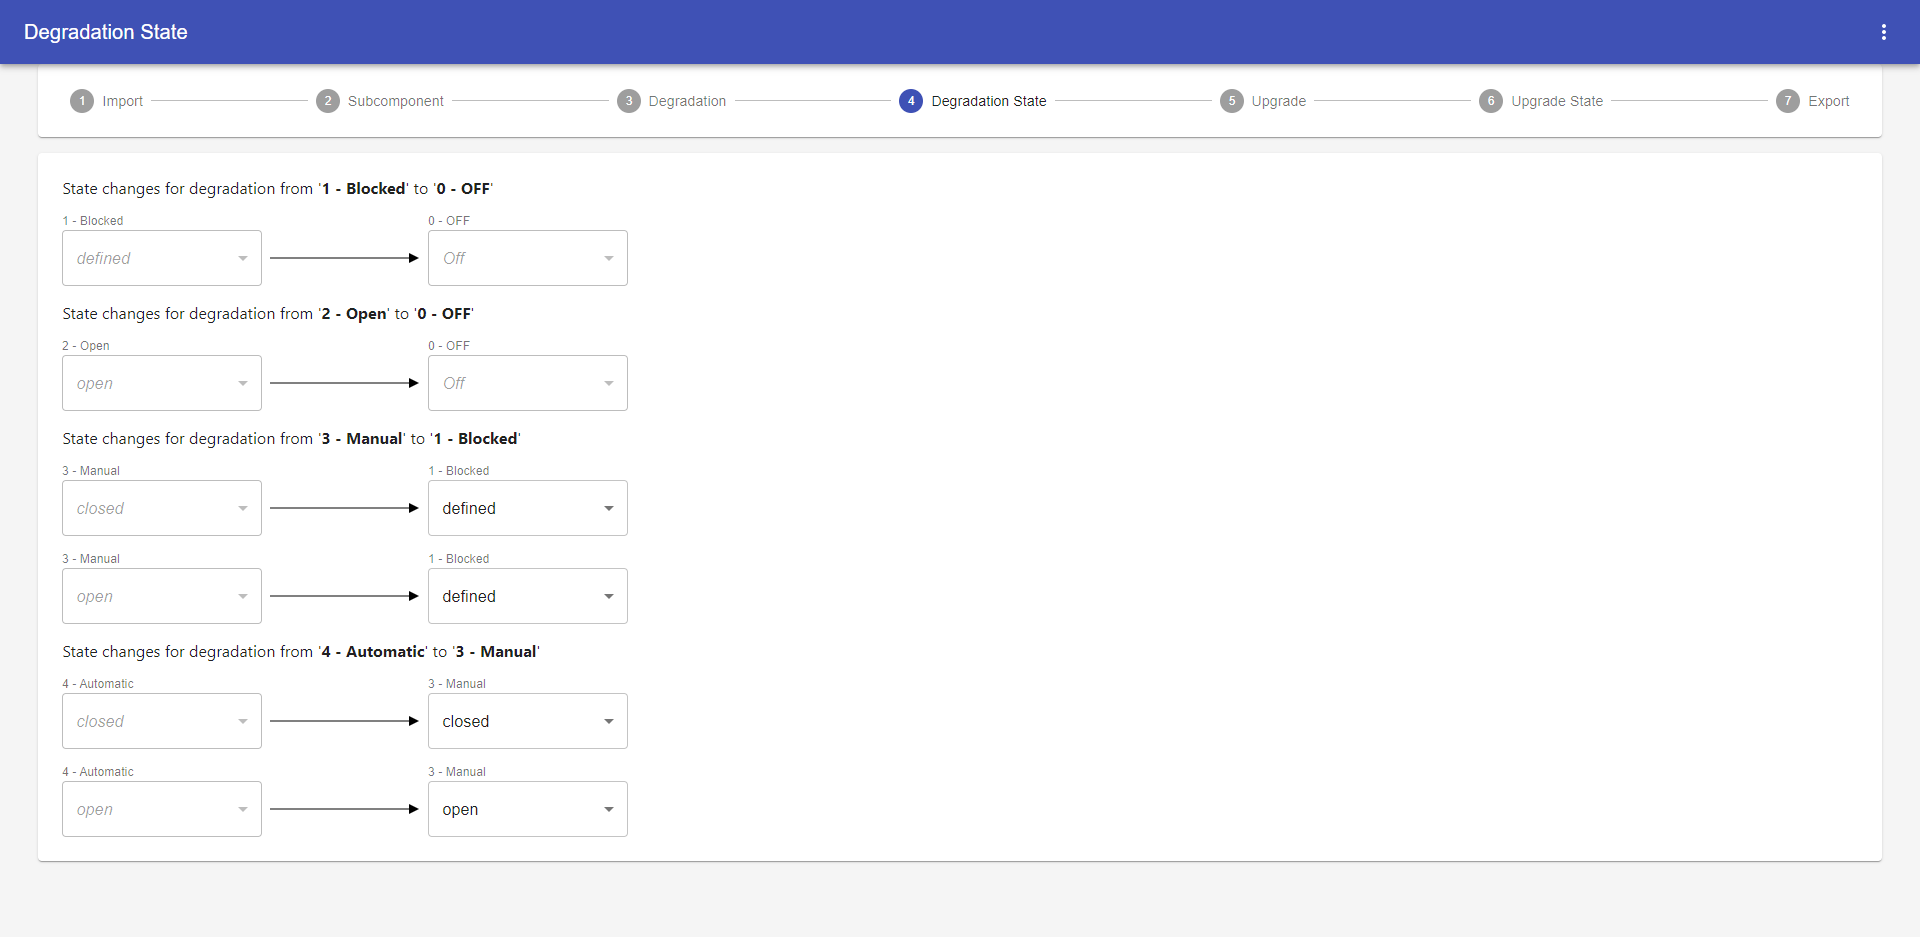 Degradation State
1 Import 2 Subcomponent 3 Degradation 4 Degradation State 5 Upgrade 6 Upgrade State 7 Export
State changes for degradation from '1 - Blocked' to '0 - OFF'
1 - Blocked 0 - OFF
defined Off
State changes for degradation from '2 - Open' to '0 - OFF'
2 - Open 0 - OFF
open Off
State changes for degradation from '3 - Manual' to '1 - Blocked'
3 - Manual 1 - Blocked
closed defined
3 - Manual 1 - Blocked
open defined
State changes for degradation from '4 - Automatic' to '3 - Manual'
4 - Automatic 3 - Manual
closed closed
4 - Automatic 3 - Manual
open open